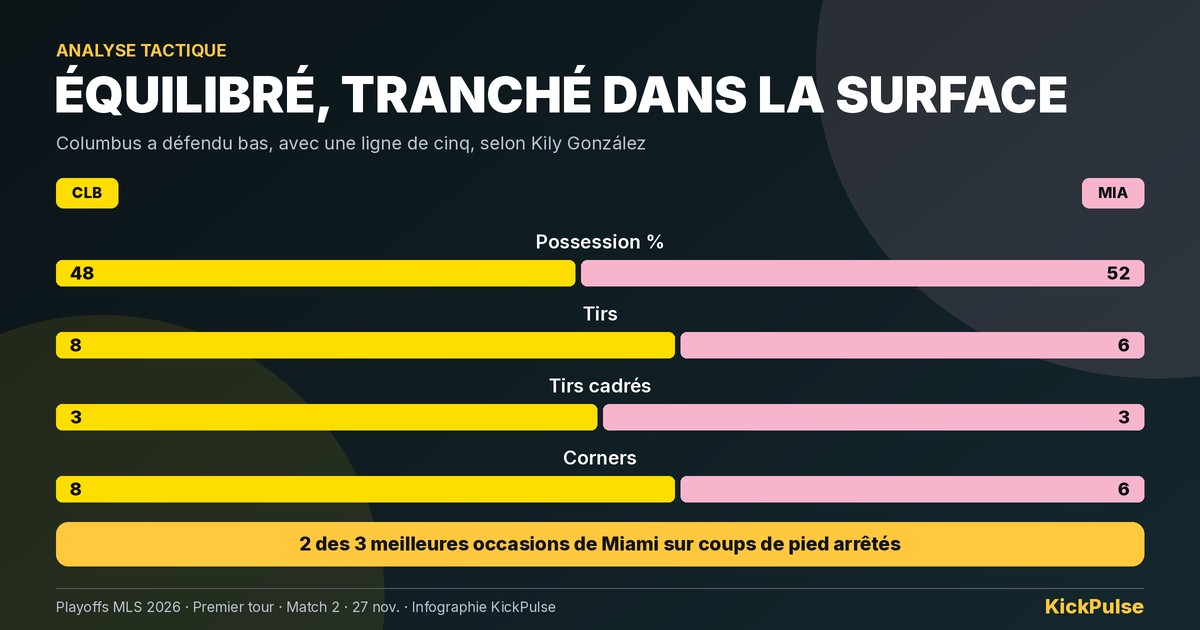 ANALYSE TACTIQUE
ÉQUILIBRÉ, TRANCHÉ DANS LA SURFACE
Columbus a défendu bas, avec une ligne de cinq, selon Kily González
CLB
MIA
Possession %
48
52
Tirs
8
6
Tirs cadrés
3
3
Corners
8
6
2 des 3 meilleures occasions de Miami sur coups de pied arrêtés
Playoffs MLS 2026 · Premier tour · Match 2 · 27 nov. · Infographie KickPulse
KickPulse